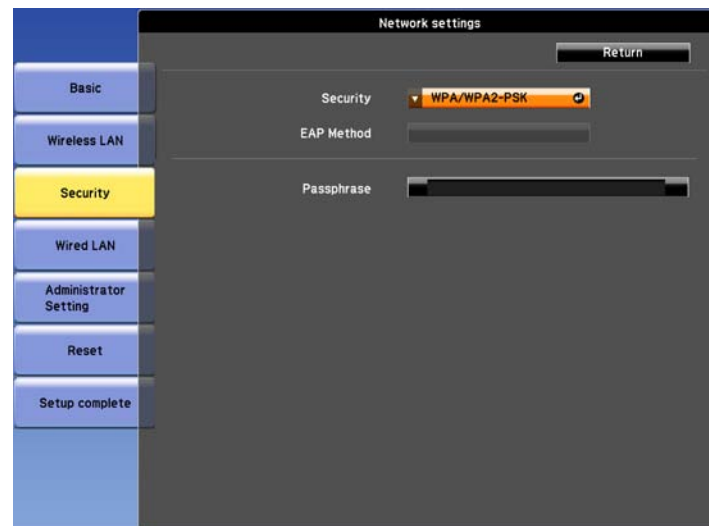 Network settings
Return
Basic
Wireless LAN
Security
Wired LAN
Administrator
Setting
Reset
Setup complete
Security
WPA/WPA2-PSK
EAP Method
Passphrase